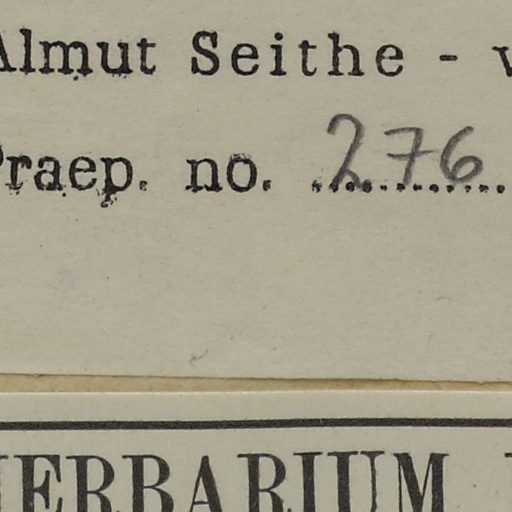 Almut Seithe - v
Praep. no. 276
HERBARIUM